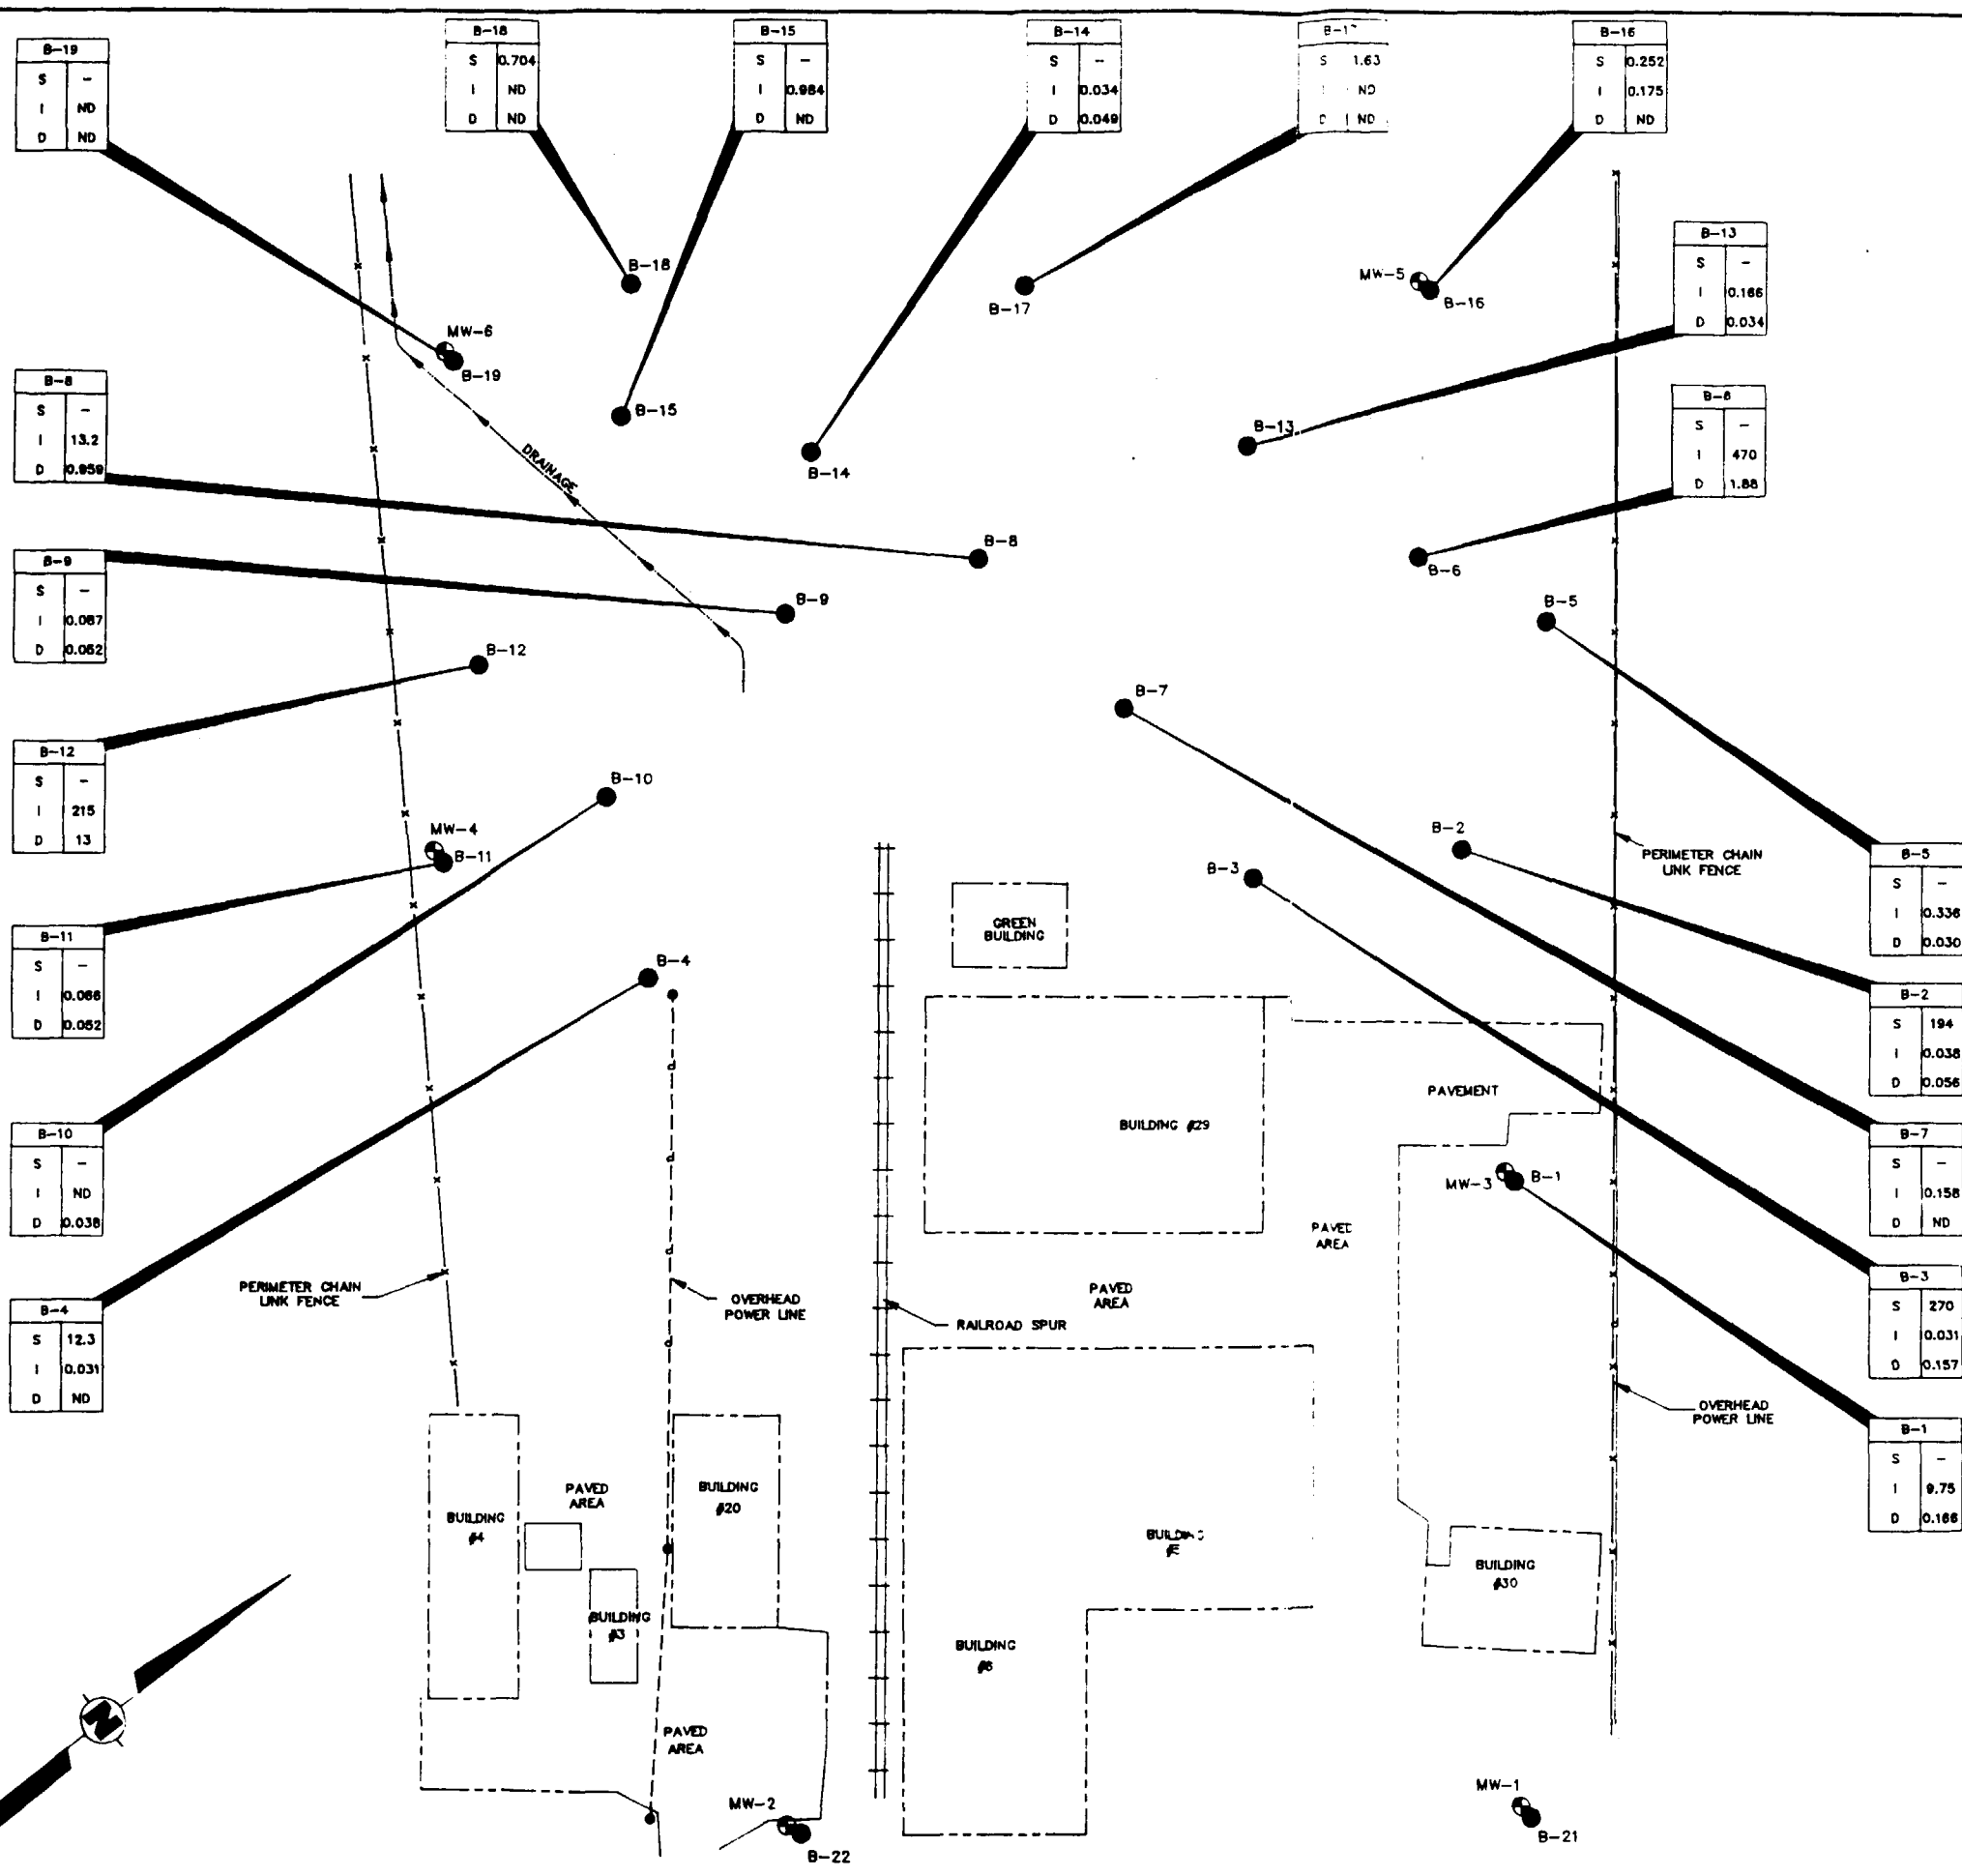 B-19
S -
I ND
D ND
B-18
S 0.704
I ND
D ND
B-15
S -
I 0.984
D ND
B-14
S -
I 0.034
D 0.049
S 1.63
I ND
D ND
B-16
S 0.252
I 0.175
D ND
B-13
S -
I 0.166
D 0.034
B-18
B-17
MW-5
B-16
MW-6
B-19
B-8
S -
I 13.2
D 0.959
B-15
B-14
B-13
B-6
S -
I 470
D 1.88
DRAINAGE
B-8
B-6
B-9
S -
I 0.087
D 0.052
B-9
B-5
B-12
B-7
B-12
S -
I 215
D 13
B-10
MW-4
B-11
B-2
B-3
PERIMETER CHAIN
LINK FENCE
B-5
S -
I 0.336
D 0.030
B-11
S -
I 0.066
D 0.052
GREEN
BUILDING
B-4
B-2
S 194
I 0.038
D 0.056
PAVEMENT
BUILDING #29
B-10
S -
I ND
D 0.038
B-7
S -
I 0.158
D ND
MW-3
B-1
PAVED
AREA
PERIMETER CHAIN
LINK FENCE
OVERHEAD
POWER LINE
PAVED
AREA
RAILROAD SPUR
B-3
S 270
I 0.031
D 0.157
B-4
S 12.3
I 0.031
D ND
OVERHEAD
POWER LINE
B-1
S -
I 9.75
D 0.166
PAVED
AREA
BUILDING
#4
BUILDING
#20
BUILDING
BUILDING
#30
BUILDING
#3
BUILDING
#6
N
PAVED
AREA
MW-2
B-22
MW-1
B-21